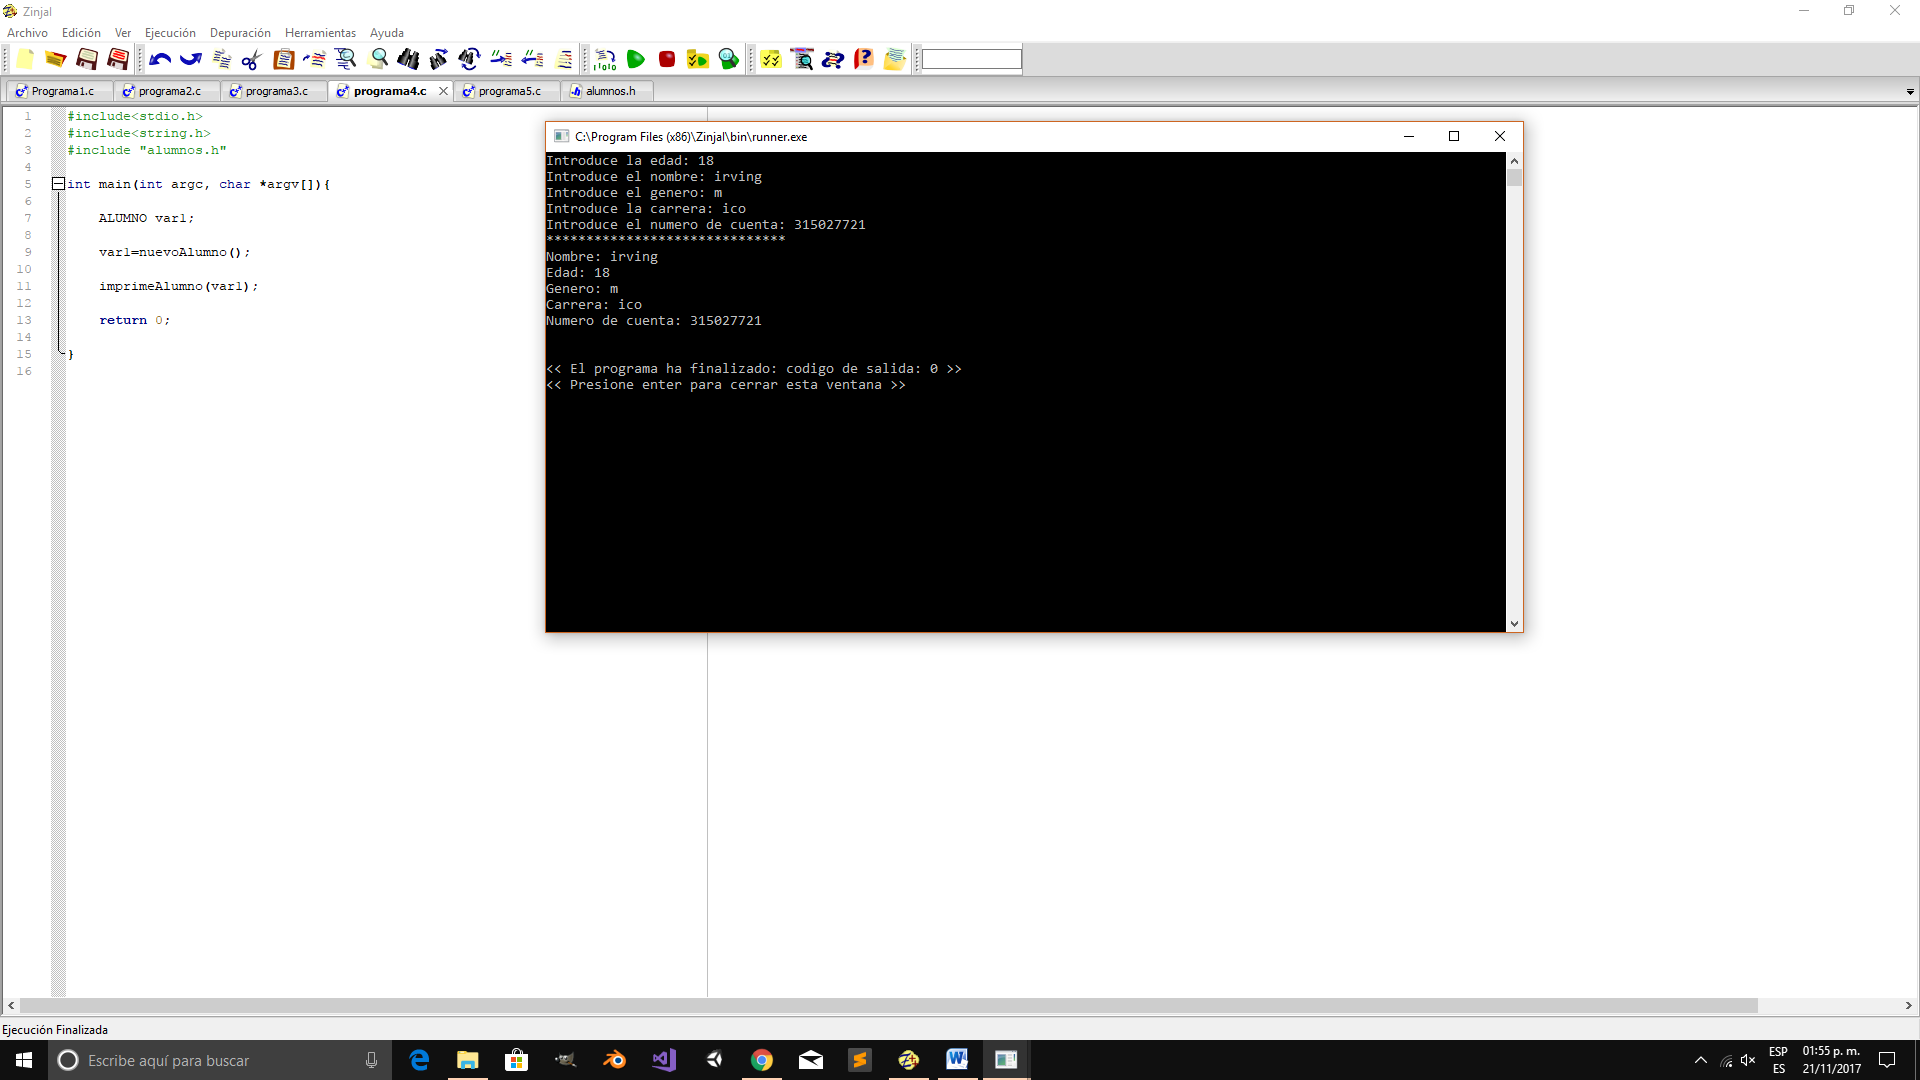 Zinjal
Archivo Edición Ver Ejecución Depuración Herramientas Ayuda
Programa1.c programa2.c programa3.c programa4.c programa5.c alumnos.h
1 #include<stdio.h>
2 #include<string.h>
3 #include "alumnos.h"
4
5 int main(int argc, char *argv[]){
6
7 ALUMNO var1;
8
9 var1=nuevoAlumno();
10
11 imprimeAlumno(var1);
12
13 return 0;
14
15 }
16
C:\Program Files (x86)\Zinjal\bin\runner.exe
Introduce la edad: 18
Introduce el nombre: irving
Introduce el genero: m
Introduce la carrera: ico
Introduce el numero de cuenta: 315027721
******************************
Nombre: irving
Edad: 18
Genero: m
Carrera: ico
Numero de cuenta: 315027721
<< El programa ha finalizado: codigo de salida: 0 >>
<< Presione enter para cerrar esta ventana >>
Ejecución Finalizada
Escribe aquí para buscar
ESP 01:55 p. m.
ES 21/11/2017